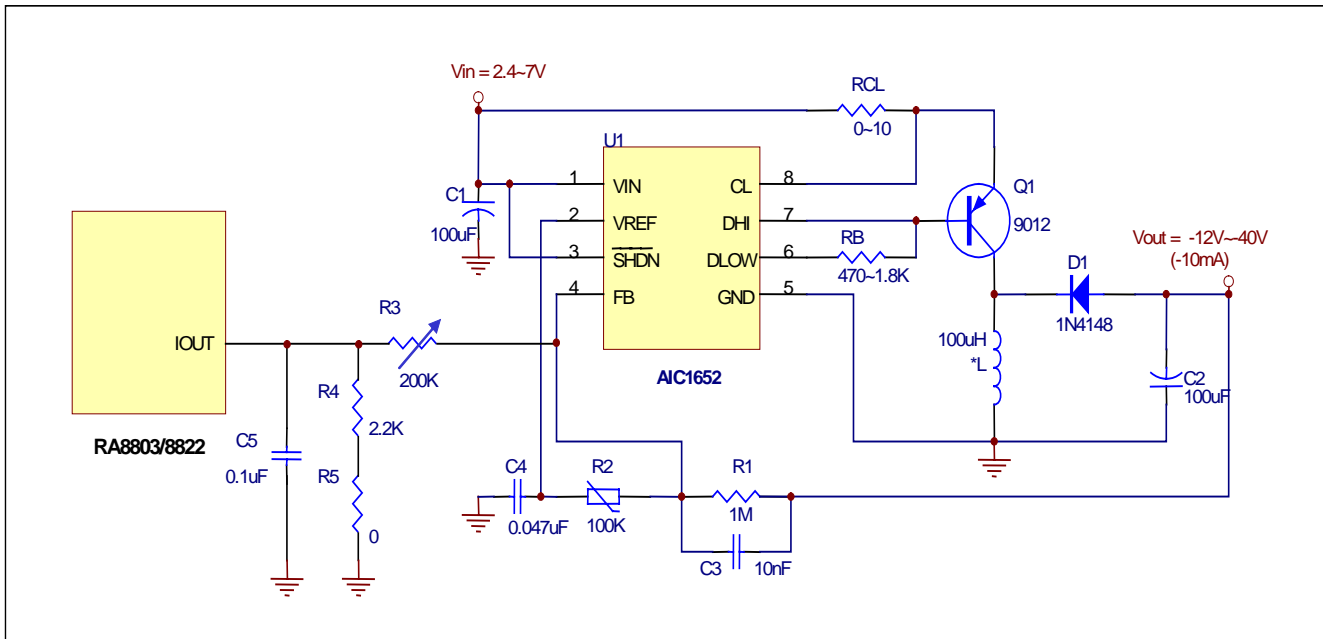 Vin = 2.4~7V
RCL
0~10
U1
1
VIN
CL
8
C1
100uF
2
VREF
DHI
7
Q1
9012
3
SHDN
DLOW
6
RB
470~1.8K
4
FB
GND
5
Vout = -12V~-40V
(-10mA)
D1
1N4148
AIC1652
100uH
*L
C2
100uF
IOUT
R3
200K
RA8803/8822
R4
2.2K
C5
0.1uF
R5
0
C4
0.047uF
R2
100K
R1
1M
C3
10nF